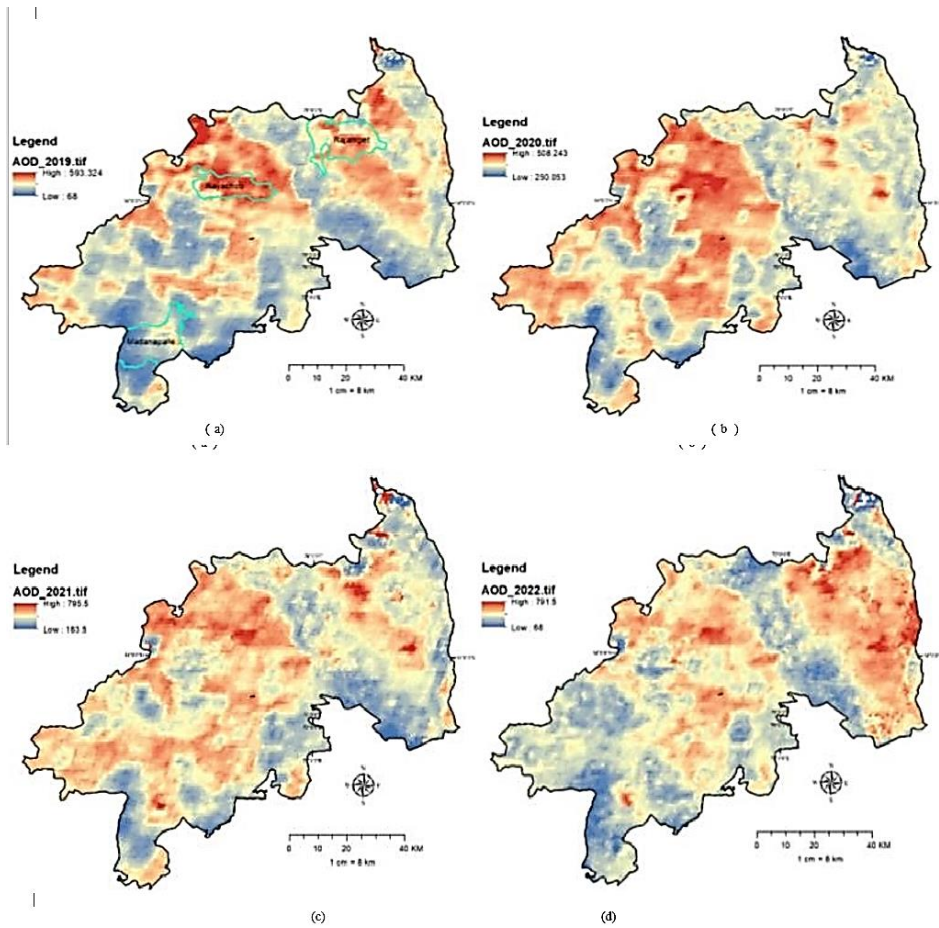 Legend
AOD_2019.tif
High : 593.324
Low : 68
Rajampet
Rayachoti
Madanapalle
N
S
0 10 20 40 KM
1 cm = 8 km
( a)
Legend
AOD_2020.tif
High : 508.243
Low : 250.053
N
S
0 10 20 40 KM
1 cm = 8 km
( b )
Legend
AOD_2021.tif
High : 795.5
Low : 153.5
N
S
0 10 20 40 KM
1 cm = 8 km
(c)
Legend
AOD_2022.tif
High : 791.5
Low : 68
N
S
0 10 20 40 KM
1 cm = 8 km
(d)